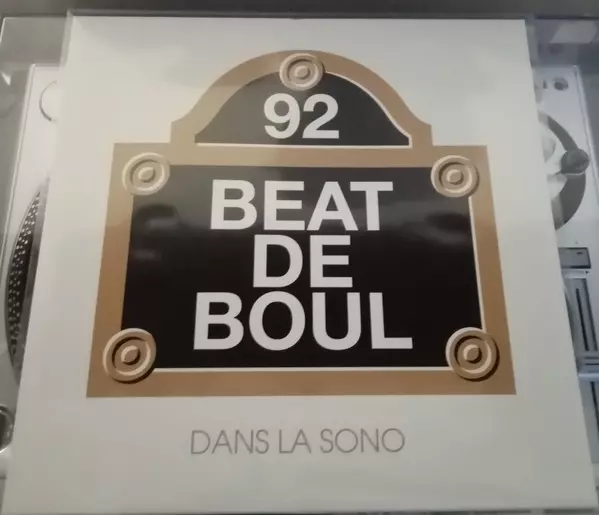 92
BEAT
DE
BOUL
DANS LA SONO